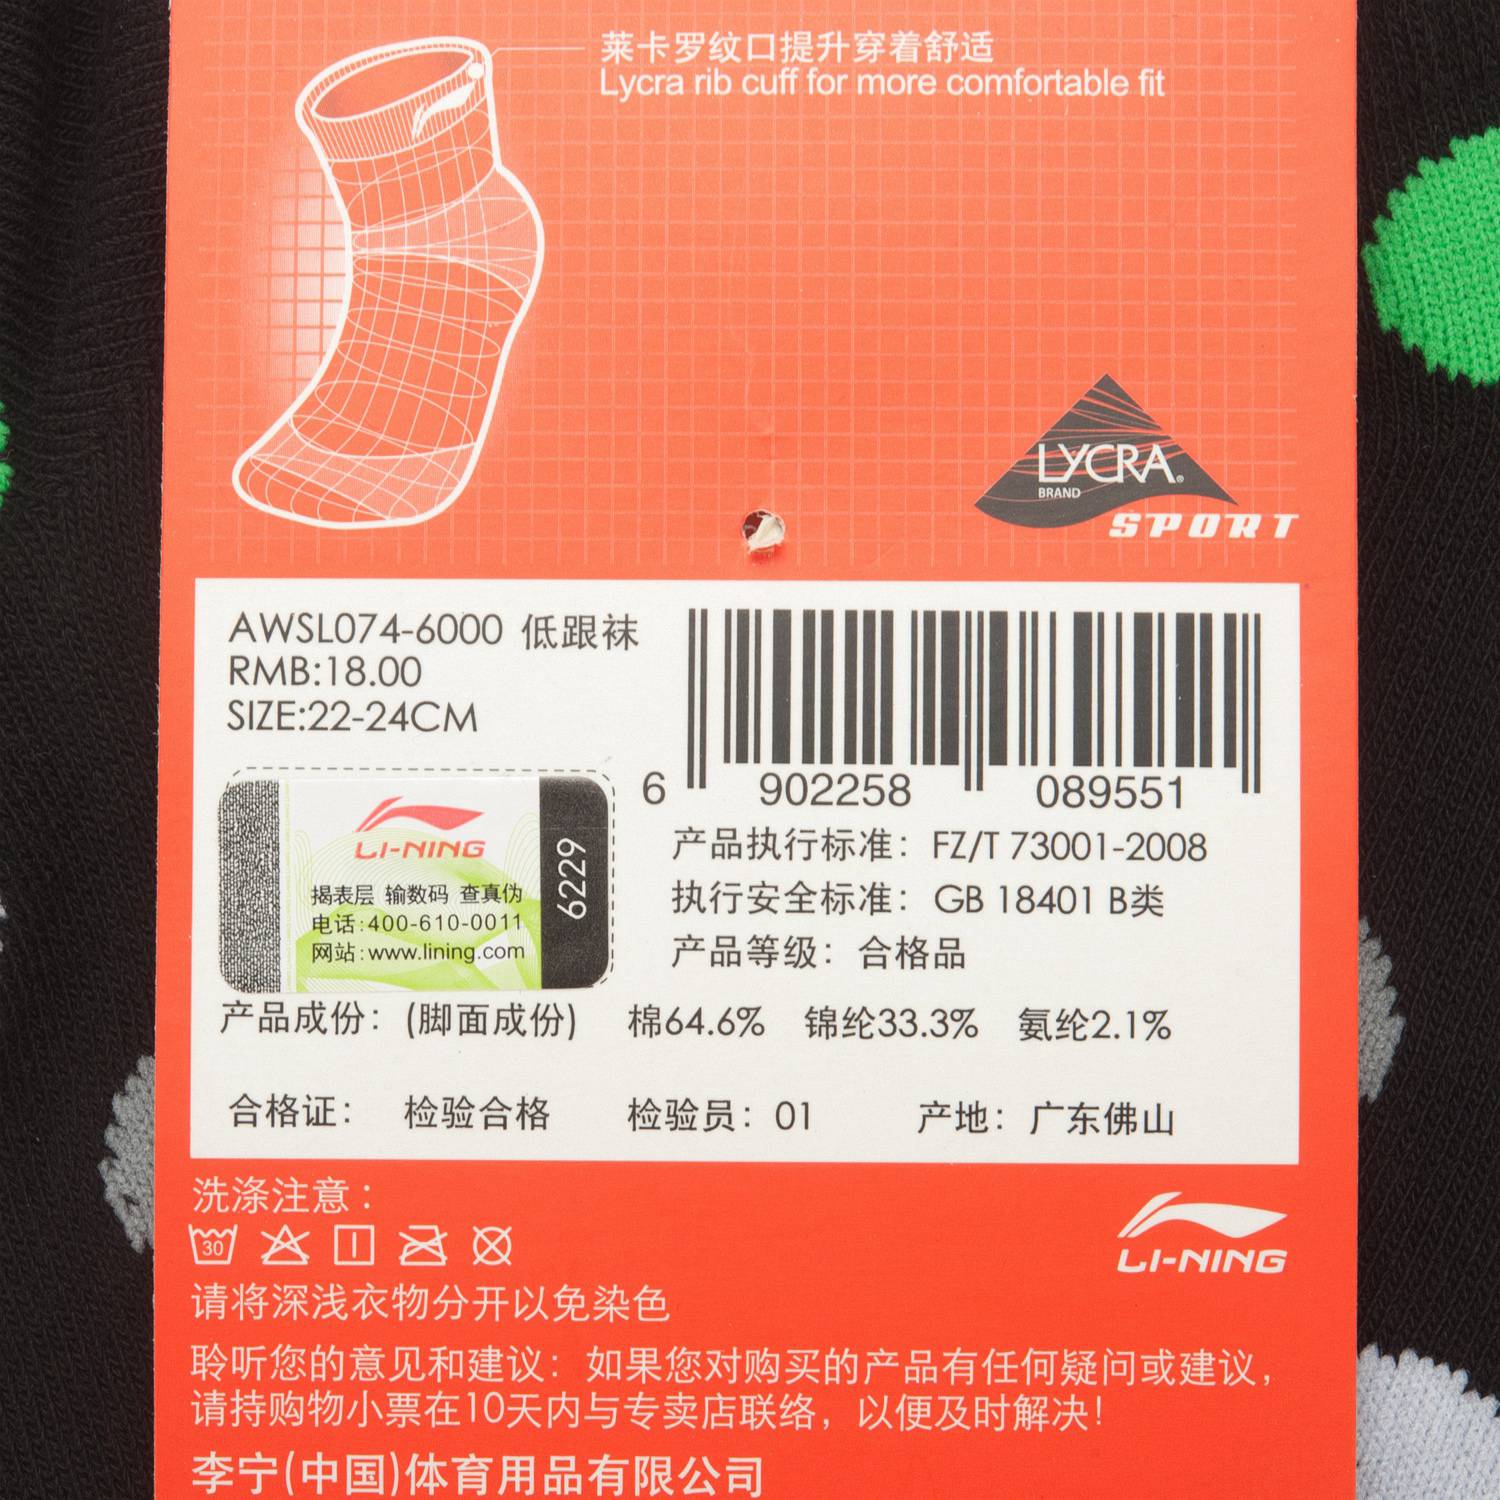 莱卡罗纹口提升穿着舒适
Lycra rib cuff for more comfortable fit
LYCRA®
BRAND
SPORT
AWSL074-6000 低跟袜
RMB:18.00
SIZE:22-24CM
6 902258 089551
LI-NING
揭表层 输数码 查真伪
电话:400-610-0011
网站:www.lining.com
6229
产品执行标准: FZ/T 73001-2008
执行安全标准: GB 18401 B类
产品等级: 合格品
产品成份: (脚面成份) 棉64.6% 锦纶33.3% 氨纶2.1%
合格证: 检验合格 检验员: 01 产地: 广东佛山
洗涤注意:
30
LI-NING
请将深浅衣物分开以免染色
聆听您的意见和建议: 如果您对购买的产品有任何疑问或建议,
请持购物小票在10天内与专卖店联络, 以便及时解决!
李宁(中国)体育用品有限公司